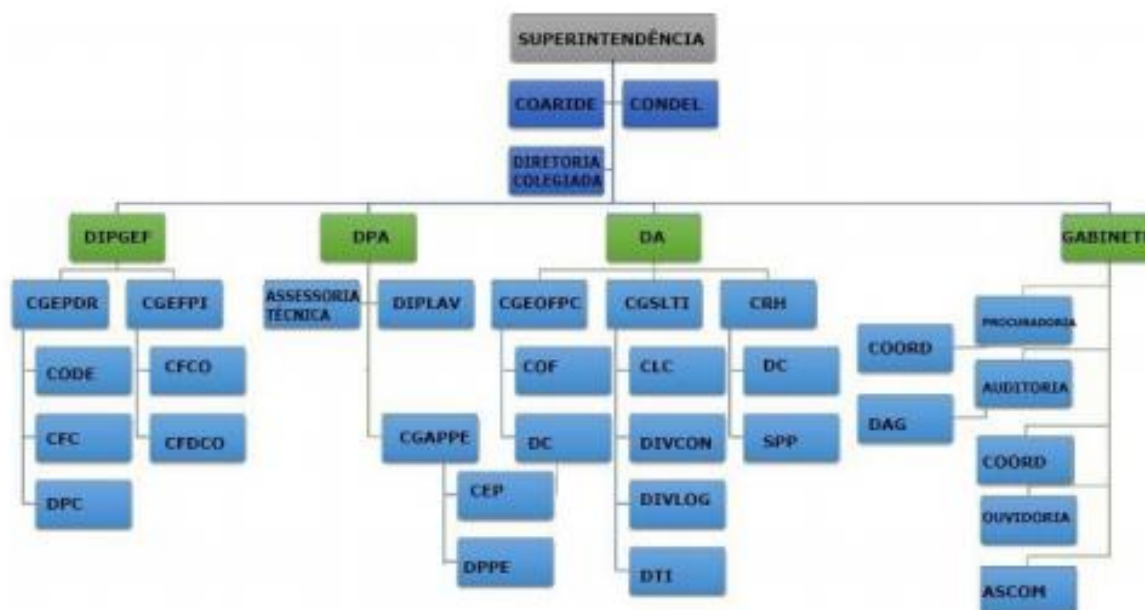 SUPERINTENDÊNCIA
COARIDE
CONDEL
DIRETORIA
COLEGIADA
DIPGEF
DPA
DA
GABINETE
CGEPDR
CGEFPI
ASSESSORIA
TÉCNICA
DIPLAV
CGEOFPC
CGSLTI
CRH
PROCURADORIA
COORD
CODE
CFCO
COF
CLC
DC
AUDITORIA
DAG
CFC
CFDCO
CGAPPE
DC
DIVCON
SPP
COORD
DPC
CEP
DIVLOG
OUVIDORIA
DPPE
DTI
ASCOM